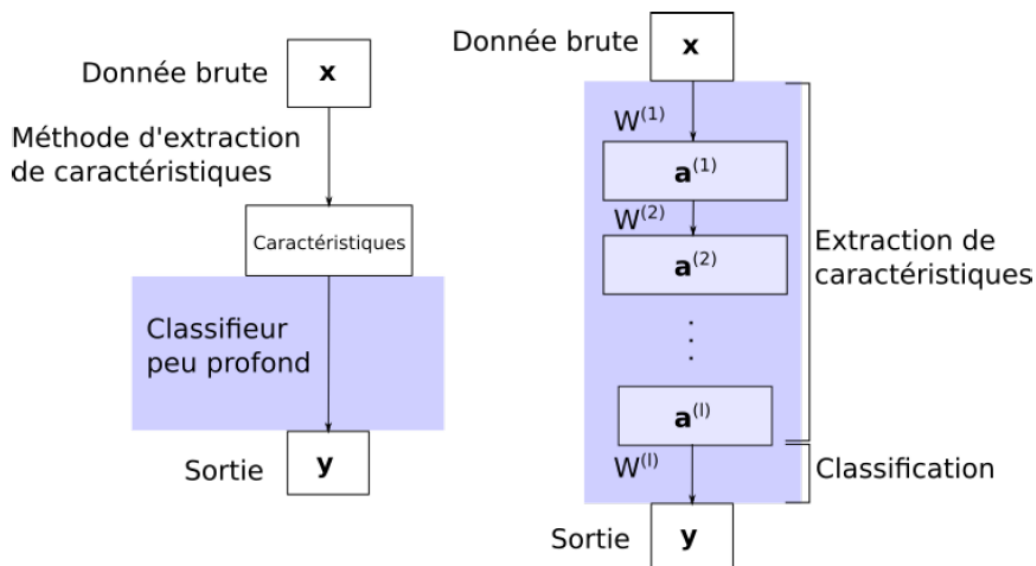 Donnée brute
x
Méthode d'extraction
de caractéristiques
Caractéristiques
Classifieur
peu profond
Sortie
y
Donnée brute
x
W(1)
a(1)
W(2)
a(2)
⋮
a(l)
W(l)
Extraction de
caractéristiques
Classification
Sortie
y